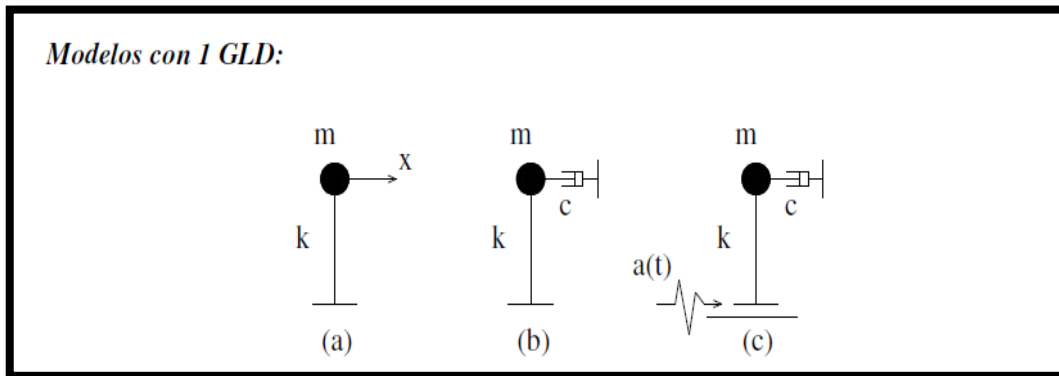 Modelos con 1 GLD:
m m m
x
c c
k k k
a(t)
(a) (b) (c)